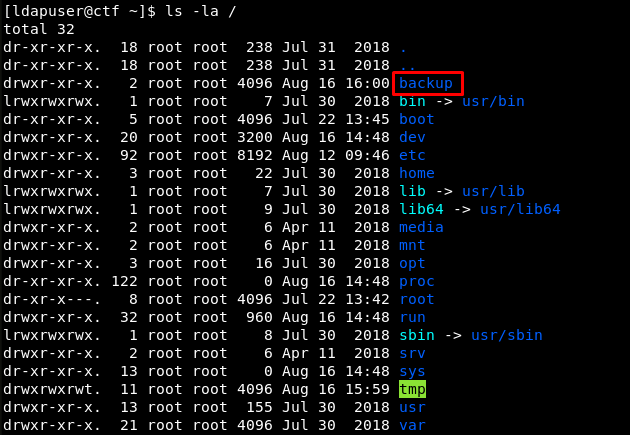 [ldapuser@ctf ~]$ ls -la /
total 32
dr-xr-xr-x.  18 root root  238 Jul 31  2018 .
dr-xr-xr-x.  18 root root  238 Jul 31  2018 ..
drwxr-xr-x.   2 root root 4096 Aug 16 16:00 backup
lrwxrwxrwx.   1 root root    7 Jul 30  2018 bin -> usr/bin
dr-xr-xr-x.   5 root root 4096 Jul 22 13:45 boot
drwxr-xr-x.  20 root root 3200 Aug 16 14:48 dev
drwxr-xr-x.  92 root root 8192 Aug 12 09:46 etc
drwxr-xr-x.   3 root root   22 Jul 30  2018 home
lrwxrwxrwx.   1 root root    7 Jul 30  2018 lib -> usr/lib
lrwxrwxrwx.   1 root root    9 Jul 30  2018 lib64 -> usr/lib64
drwxr-xr-x.   2 root root    6 Apr 11  2018 media
drwxr-xr-x.   2 root root    6 Apr 11  2018 mnt
drwxr-xr-x.   3 root root   16 Jul 30  2018 opt
dr-xr-xr-x. 122 root root    0 Aug 16 14:48 proc
dr-xr-x---.   8 root root 4096 Jul 22 13:42 root
drwxr-xr-x.  32 root root  960 Aug 16 14:48 run
lrwxrwxrwx.   1 root root    8 Jul 30  2018 sbin -> usr/sbin
drwxr-xr-x.   2 root root    6 Apr 11  2018 srv
dr-xr-xr-x.  13 root root    0 Aug 16 14:48 sys
drwxrwxrwt.  11 root root 4096 Aug 16 15:59 tmp
drwxr-xr-x.  13 root root  155 Jul 30  2018 usr
drwxr-xr-x.  21 root root 4096 Jul 30  2018 var